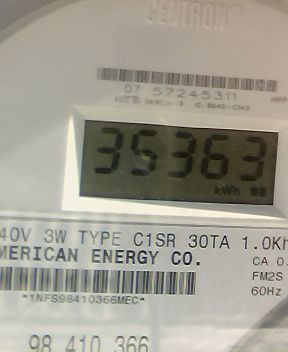 CENTRON®
07 57245311
35363
kWh
40V 3W TYPE C1SR 30TA 1.0Kh
MERICAN ENERGY CO.
CA 0.
FM2S
60Hz
*1NFS98410366MEC*
98 410 366